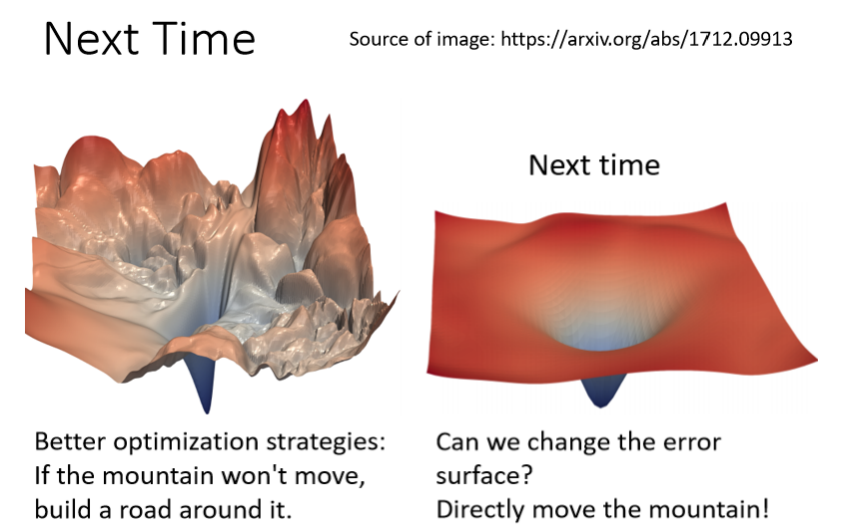 Next Time
Source of image: https://arxiv.org/abs/1712.09913
Next time
Better optimization strategies:
If the mountain won't move,
build a road around it.
Can we change the error
surface?
Directly move the mountain!